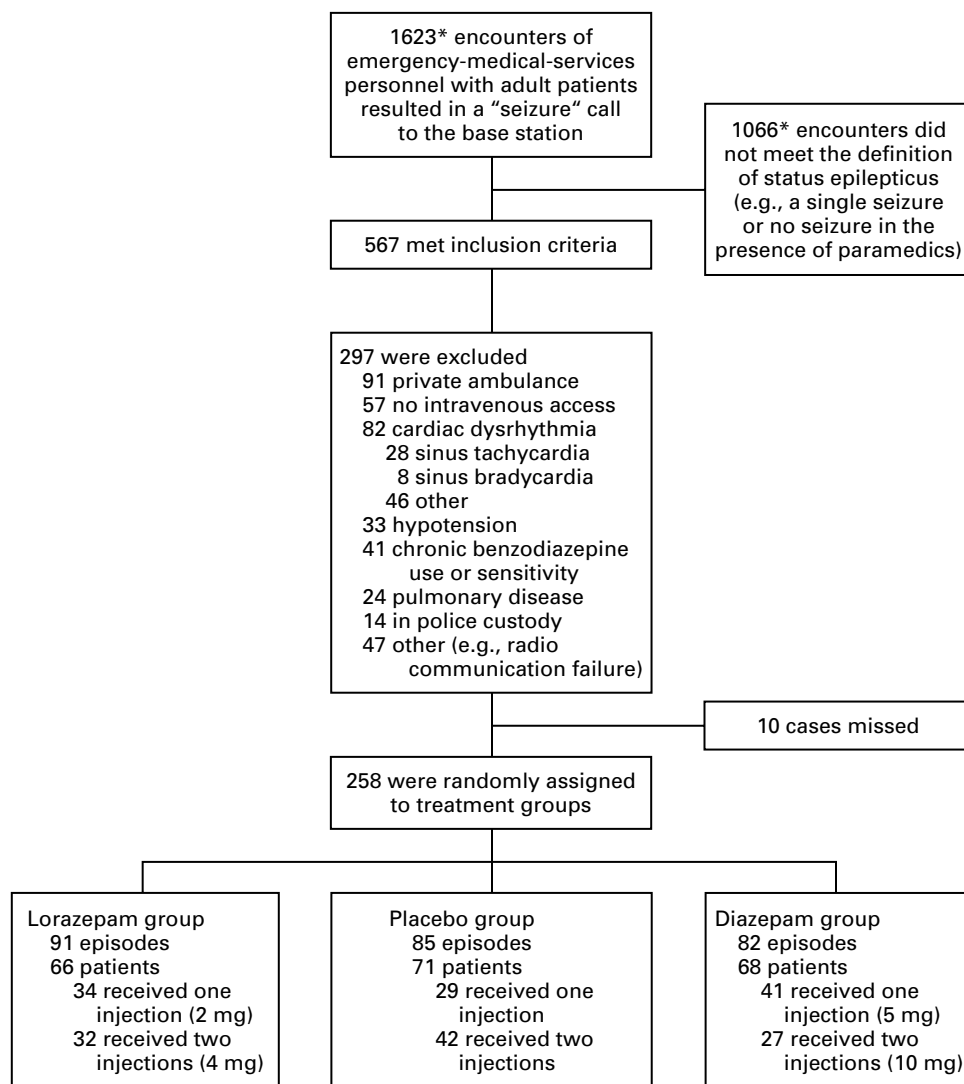 1623* encounters of
emergency-medical-services
personnel with adult patients
resulted in a “seizure“ call
to the base station
1066* encounters did
not meet the definition
of status epilepticus
(e.g., a single seizure
or no seizure in the
presence of paramedics)
567 met inclusion criteria
297 were excluded
91 private ambulance
57 no intravenous access
82 cardiac dysrhythmia
28 sinus tachycardia
8 sinus bradycardia
46 other
33 hypotension
41 chronic benzodiazepine
use or sensitivity
24 pulmonary disease
14 in police custody
47 other (e.g., radio
communication failure)
10 cases missed
258 were randomly assigned
to treatment groups
Lorazepam group
91 episodes
66 patients
34 received one
injection (2 mg)
32 received two
injections (4 mg)
Placebo group
85 episodes
71 patients
29 received one
injection
42 received two
injections
Diazepam group
82 episodes
68 patients
41 received one
injection (5 mg)
27 received two
injections (10 mg)